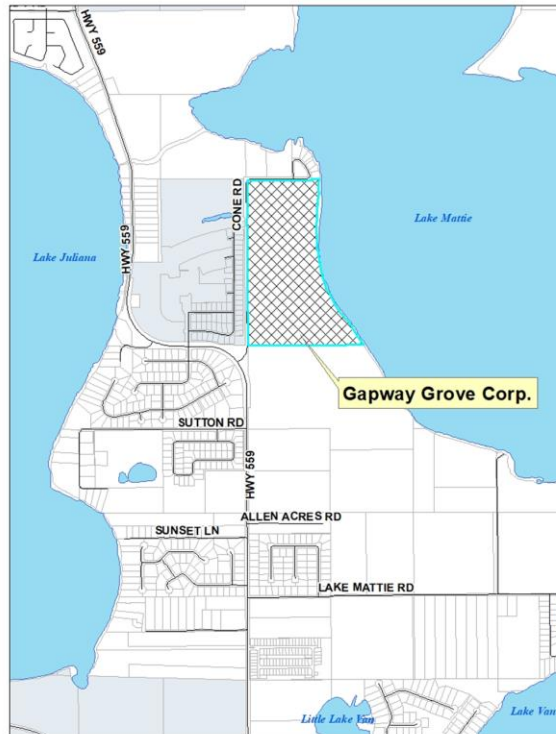 HWY 559
CONE RD
Lake Mattie
Lake Juliana
HWY 559
Gapway Grove Corp.
SUTTON RD
HWY 559
ALLEN ACRES RD
SUNSET LN
LAKE MATTIE RD
Little Lake Van
Lake Van